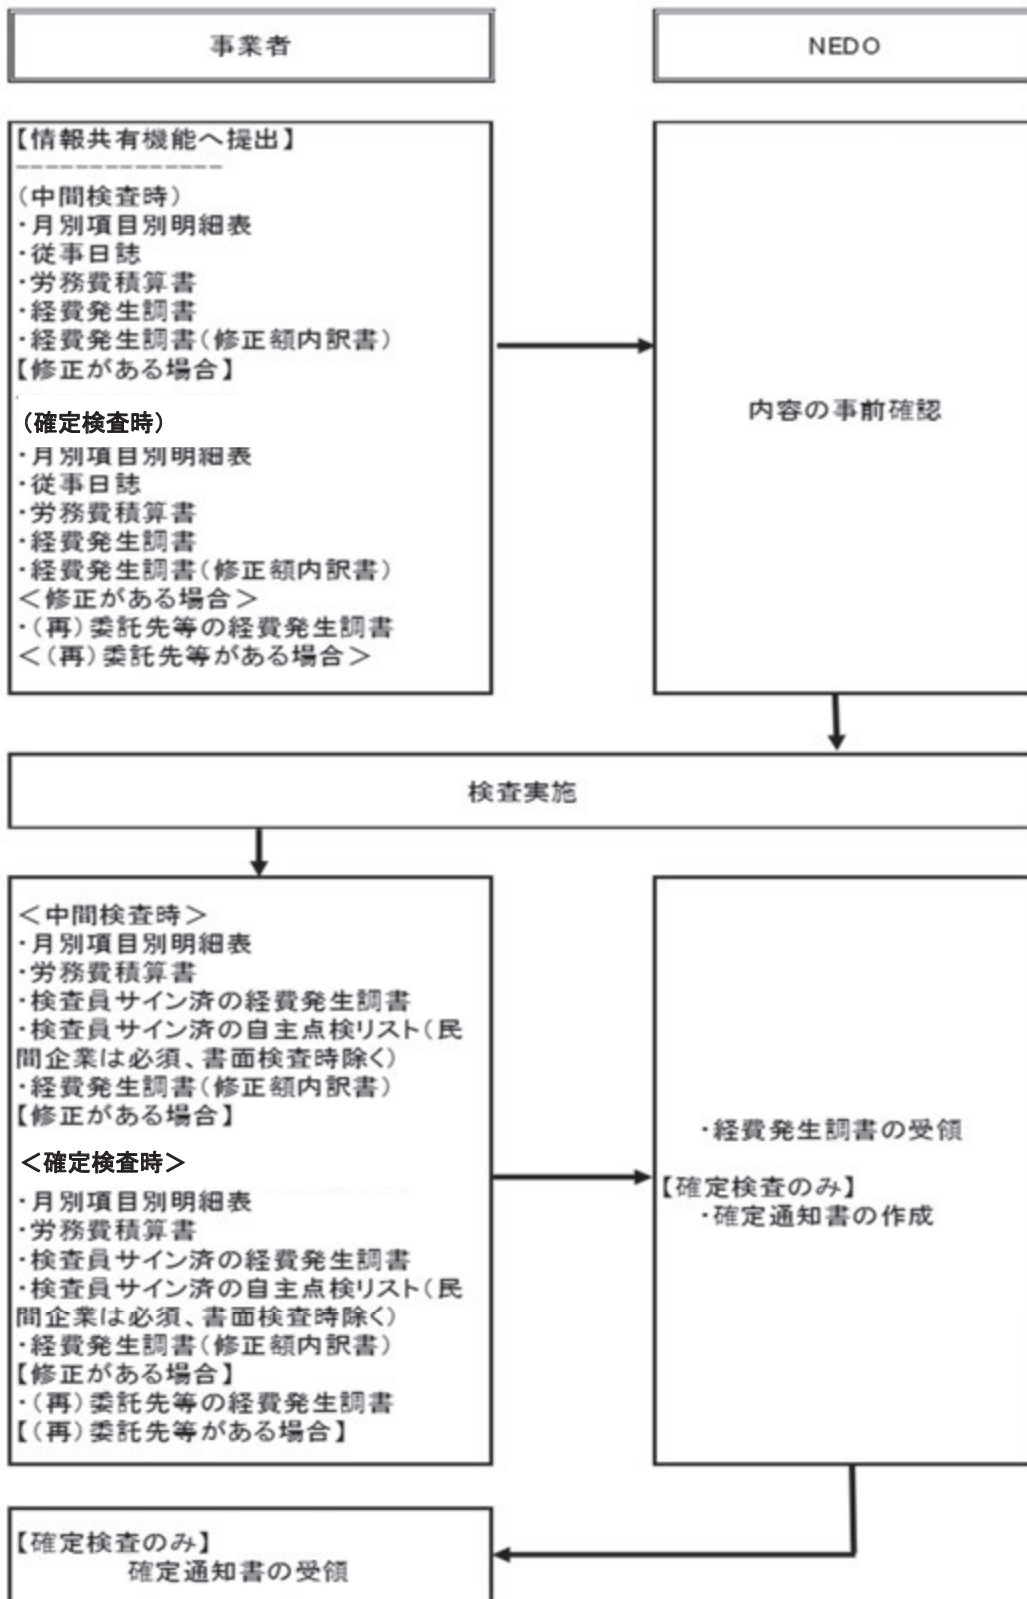 事業者
NEDO
【情報共有機能へ提出】
--------------
(中間検査時)
・月別項目別明細表
・従事日誌
・労務費積算書
・経費発生調書
・経費発生調書(修正額内訳書)
【修正がある場合】
(確定検査時)
・月別項目別明細表
・従事日誌
・労務費積算書
・経費発生調書
・経費発生調書(修正額内訳書)
<修正がある場合>
・(再)委託先等の経費発生調書
<(再)委託先等がある場合>
内容の事前確認
検査実施
<中間検査時>
・月別項目別明細表
・労務費積算書
・検査員サイン済の経費発生調書
・検査員サイン済の自主点検リスト(民
間企業は必須、書面検査時除く)
・経費発生調書(修正額内訳書)
【修正がある場合】
<確定検査時>
・月別項目別明細表
・労務費積算書
・検査員サイン済の経費発生調書
・検査員サイン済の自主点検リスト(民
間企業は必須、書面検査時除く)
・経費発生調書(修正額内訳書)
【修正がある場合】
・(再)委託先等の経費発生調書
【(再)委託先等がある場合】
・経費発生調書の受領
【確定検査のみ】
・確定通知書の作成
【確定検査のみ】
確定通知書の受領